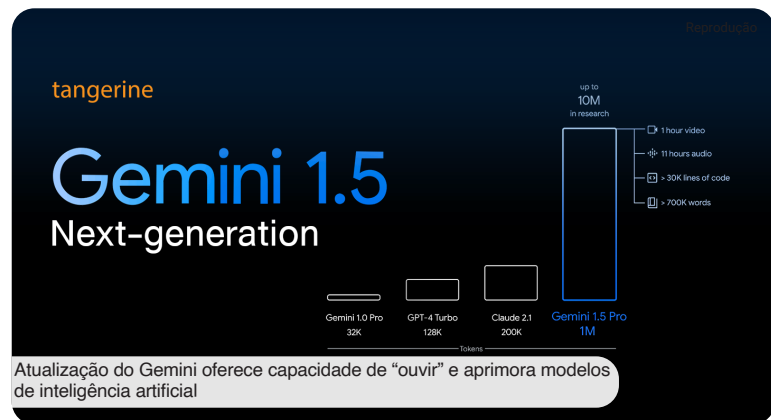 Reprodução
tangerine
Gemini 1.5
Next-generation
up to
10M
in research
1 hour video
11 hours audio
> 30K lines of code
> 700K words
Gemini 1.0 Pro
32K
GPT-4 Turbo
128K
Claude 2.1
200K
Gemini 1.5 Pro
1M
Tokens
Atualização do Gemini oferece capacidade de “ouvir” e aprimora modelos
de inteligência artificial